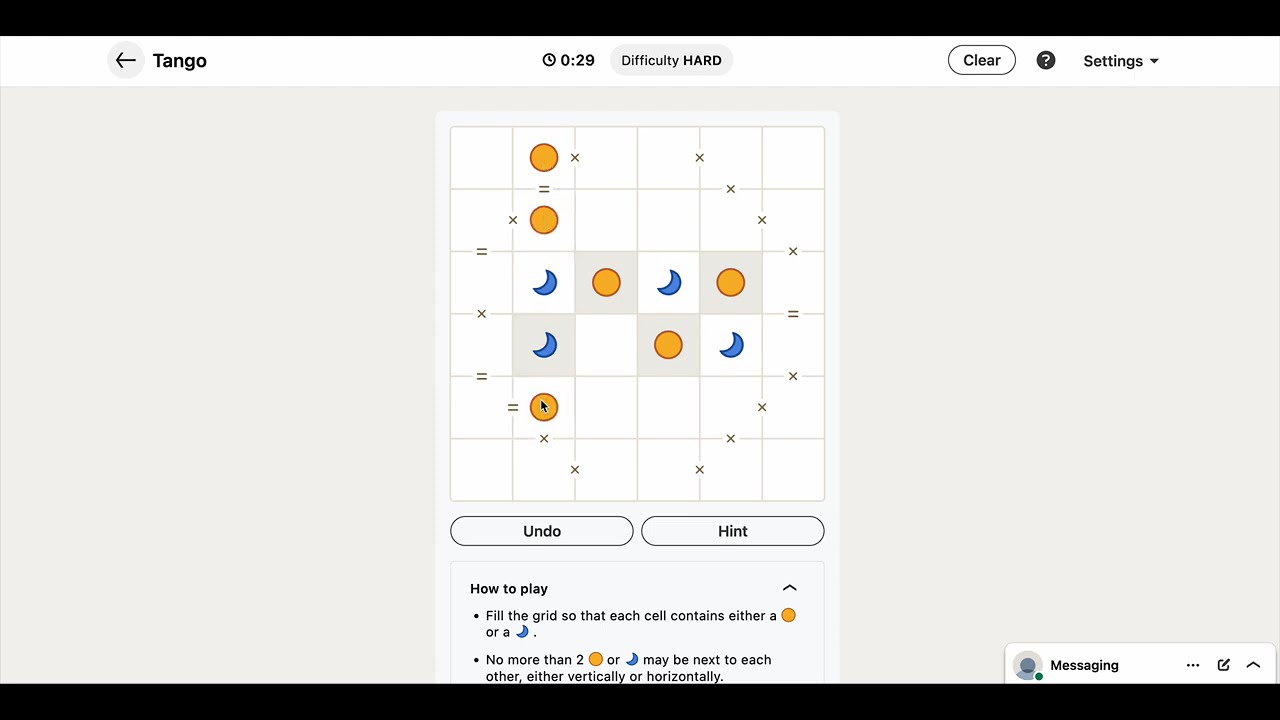 Tango
0:29
Difficulty HARD
Clear
?
Settings
×
×
=
×
×
×
=
×
×
=
=
×
=
×
×
×
×
×
Undo
Hint
How to play
• Fill the grid so that each cell contains either a
or a .
• No more than 2 or may be next to each
other, either vertically or horizontally.
Messaging